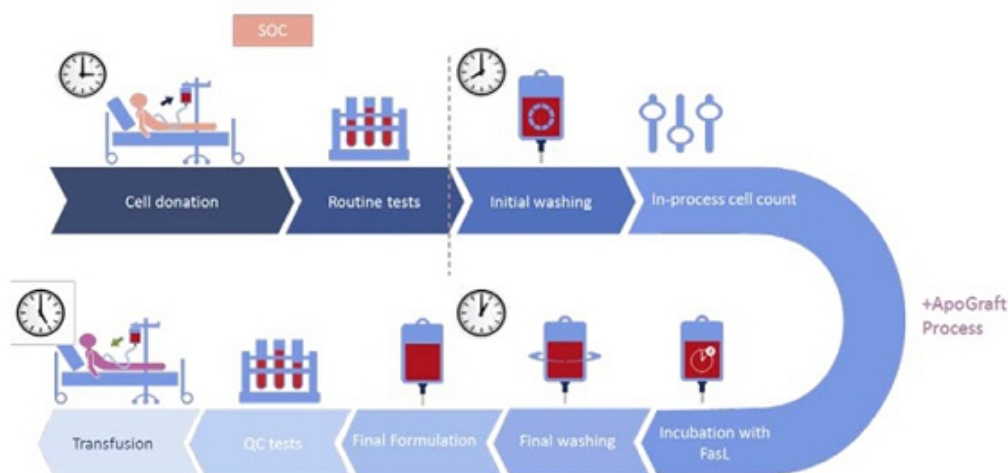 SOC
Cell donation
Routine tests
Initial washing
In-process cell count
+ApoGraft
Process
Transfusion
QC tests
Final Formulation
Final washing
Incubation with
FasL